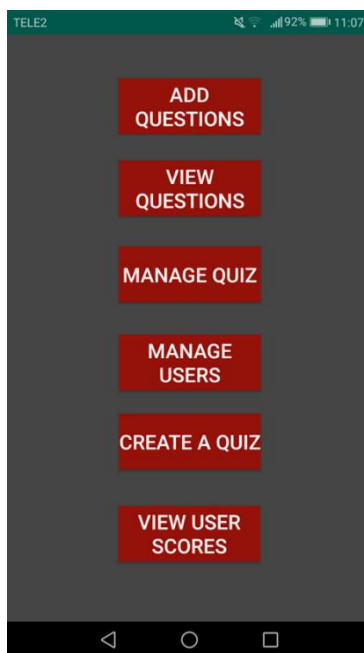 TELE2 92% 11:07
ADD
QUESTIONS
VIEW
QUESTIONS
MANAGE QUIZ
MANAGE
USERS
CREATE A QUIZ
VIEW USER
SCORES